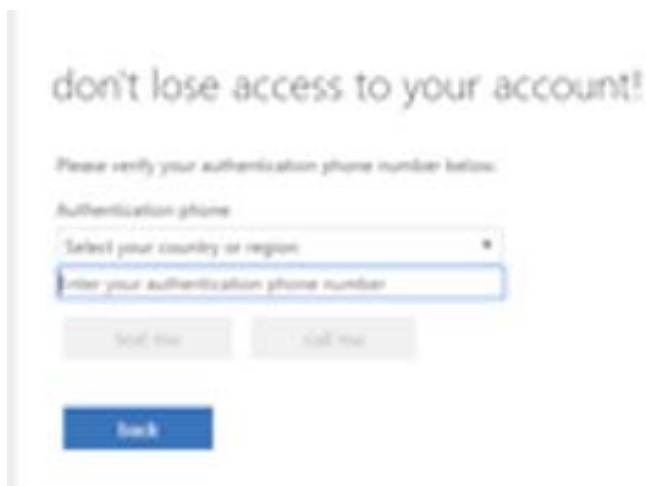 don't lose access to your account!
Please verify your authentication phone number below.
Authentication phone
Select your country or region
Enter your authentication phone number
text me call me
back